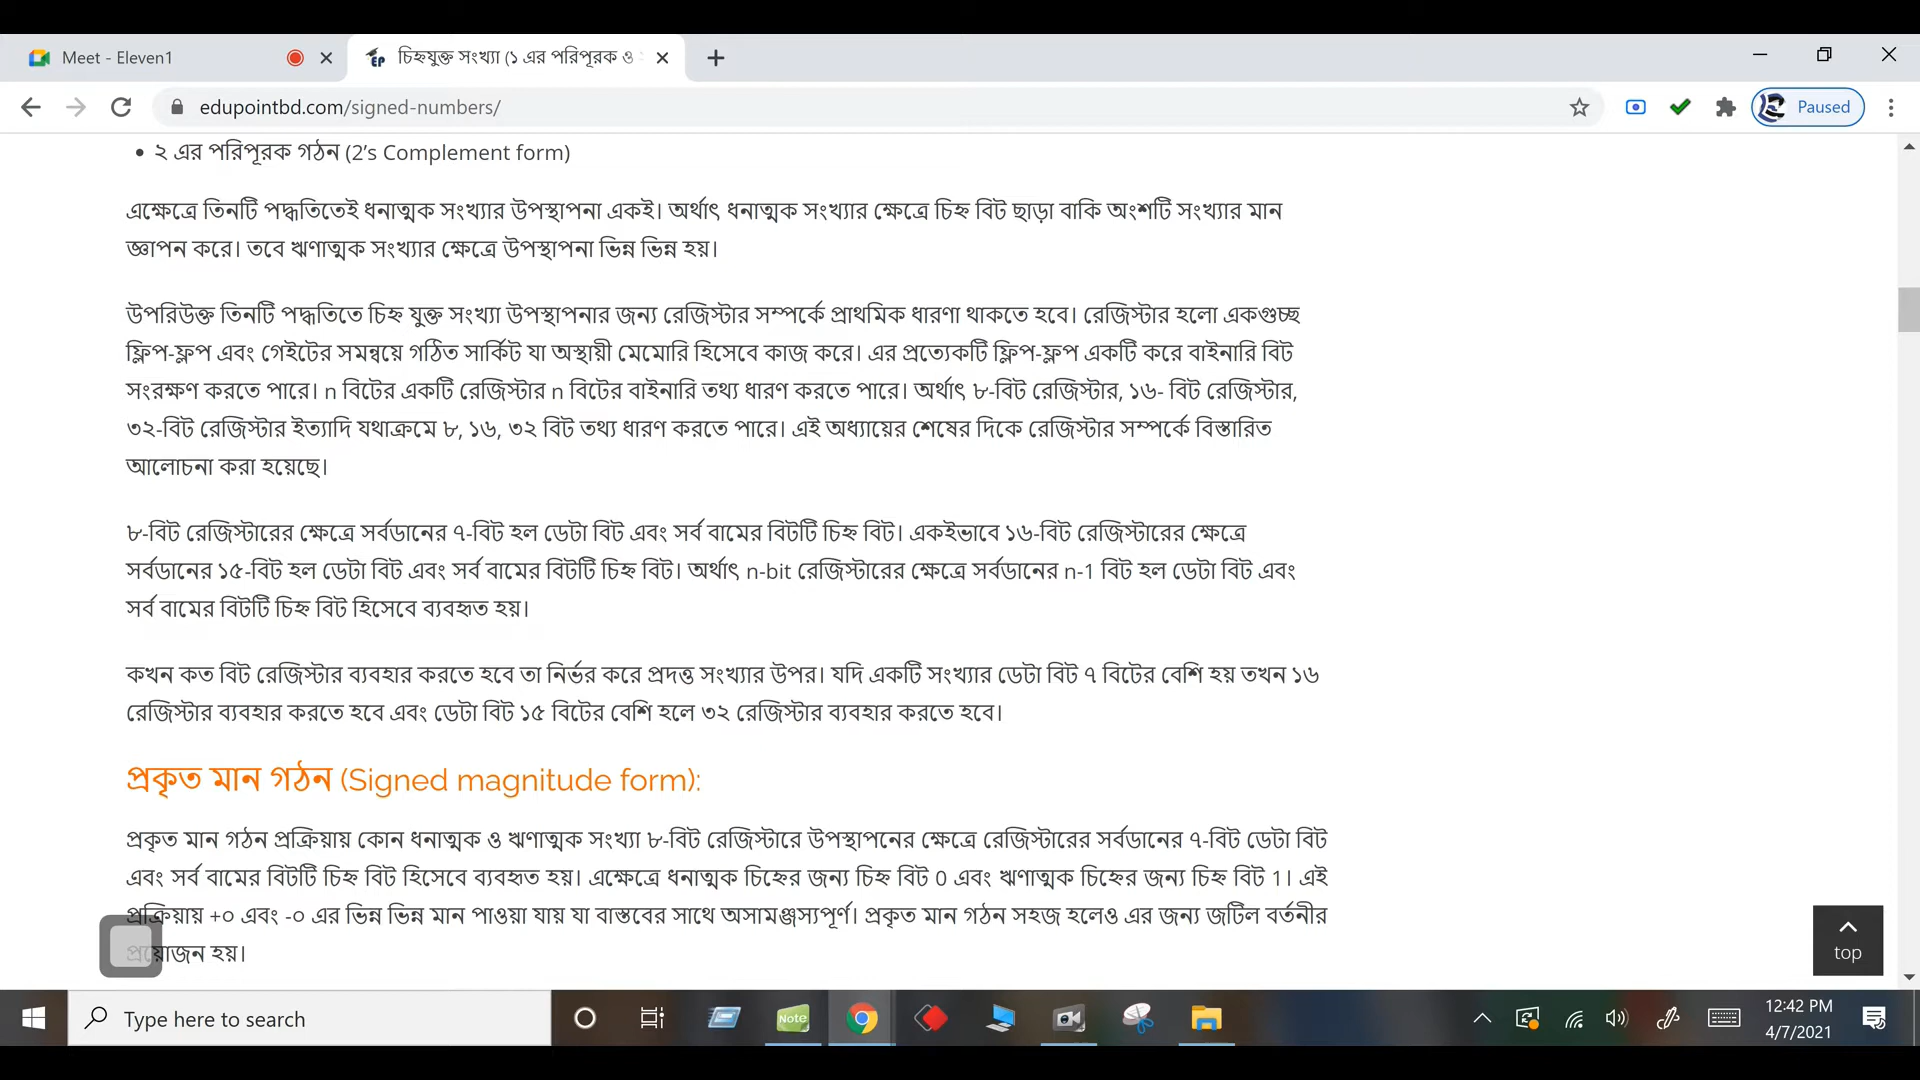 Meet - Eleven1
চিহ্নযুক্ত সংখ্যা (১ এর পরিপূরক ও
edupointbd.com/signed-numbers/
Paused
• ২ এর পরিপূরক গঠন (2’s Complement form)
এক্ষেত্রে তিনটি পদ্ধতিতেই ধনাত্মক সংখ্যার উপস্থাপনা একই। অর্থাৎ ধনাত্মক সংখ্যার ক্ষেত্রে চিহ্ন বিট ছাড়া বাকি অংশটি সংখ্যার মান
জ্ঞাপন করে। তবে ঋণাত্মক সংখ্যার ক্ষেত্রে উপস্থাপনা ভিন্ন ভিন্ন হয়।
উপরিউক্ত তিনটি পদ্ধতিতে চিহ্ন যুক্ত সংখ্যা উপস্থাপনার জন্য রেজিস্টার সম্পর্কে প্রাথমিক ধারণা থাকতে হবে। রেজিস্টার হলো একগুচ্ছ
ফ্লিপ-ফ্লপ এবং গেইটের সমন্বয়ে গঠিত সার্কিট যা অস্থায়ী মেমোরি হিসেবে কাজ করে। এর প্রত্যেকটি ফ্লিপ-ফ্লপ একটি করে বাইনারি বিট
সংরক্ষণ করতে পারে। n বিটের একটি রেজিস্টার n বিটের বাইনারি তথ্য ধারণ করতে পারে। অর্থাৎ ৮-বিট রেজিস্টার, ১৬- বিট রেজিস্টার,
৩২-বিট রেজিস্টার ইত্যাদি যথাক্রমে ৮, ১৬, ৩২ বিট তথ্য ধারণ করতে পারে। এই অধ্যায়ের শেষের দিকে রেজিস্টার সম্পর্কে বিস্তারিত
আলোচনা করা হয়েছে।
৮-বিট রেজিস্টারের ক্ষেত্রে সর্বডানের ৭-বিট হল ডেটা বিট এবং সর্ব বামের বিটটি চিহ্ন বিট। একইভাবে ১৬-বিট রেজিস্টারের ক্ষেত্রে
সর্বডানের ১৫-বিট হল ডেটা বিট এবং সর্ব বামের বিটটি চিহ্ন বিট। অর্থাৎ n-bit রেজিস্টারের ক্ষেত্রে সর্বডানের n-1 বিট হল ডেটা বিট এবং
সর্ব বামের বিটটি চিহ্ন বিট হিসেবে ব্যবহৃত হয়।
কখন কত বিট রেজিস্টার ব্যবহার করতে হবে তা নির্ভর করে প্রদত্ত সংখ্যার উপর। যদি একটি সংখ্যার ডেটা বিট ৭ বিটের বেশি হয় তখন ১৬
রেজিস্টার ব্যবহার করতে হবে এবং ডেটা বিট ১৫ বিটের বেশি হলে ৩২ রেজিস্টার ব্যবহার করতে হবে।
প্রকৃত মান গঠন (Signed magnitude form):
প্রকৃত মান গঠন প্রক্রিয়ায় কোন ধনাত্মক ও ঋণাত্মক সংখ্যা ৮-বিট রেজিস্টারে উপস্থাপনের ক্ষেত্রে রেজিস্টারের সর্বডানের ৭-বিট ডেটা বিট
এবং সর্ব বামের বিটটি চিহ্ন বিট হিসেবে ব্যবহৃত হয়। এক্ষেত্রে ধনাত্মক চিহ্নের জন্য চিহ্ন বিট 0 এবং ঋণাত্মক চিহ্নের জন্য চিহ্ন বিট 1। এই
প্রক্রিয়ায় +০ এবং -০ এর ভিন্ন ভিন্ন মান পাওয়া যায় যা বাস্তবের সাথে অসামঞ্জস্যপূর্ণ। প্রকৃত মান গঠন সহজ হলেও এর জন্য জটিল বর্তনীর
প্রয়োজন হয়।
top
Type here to search
Note
12:42 PM
4/7/2021